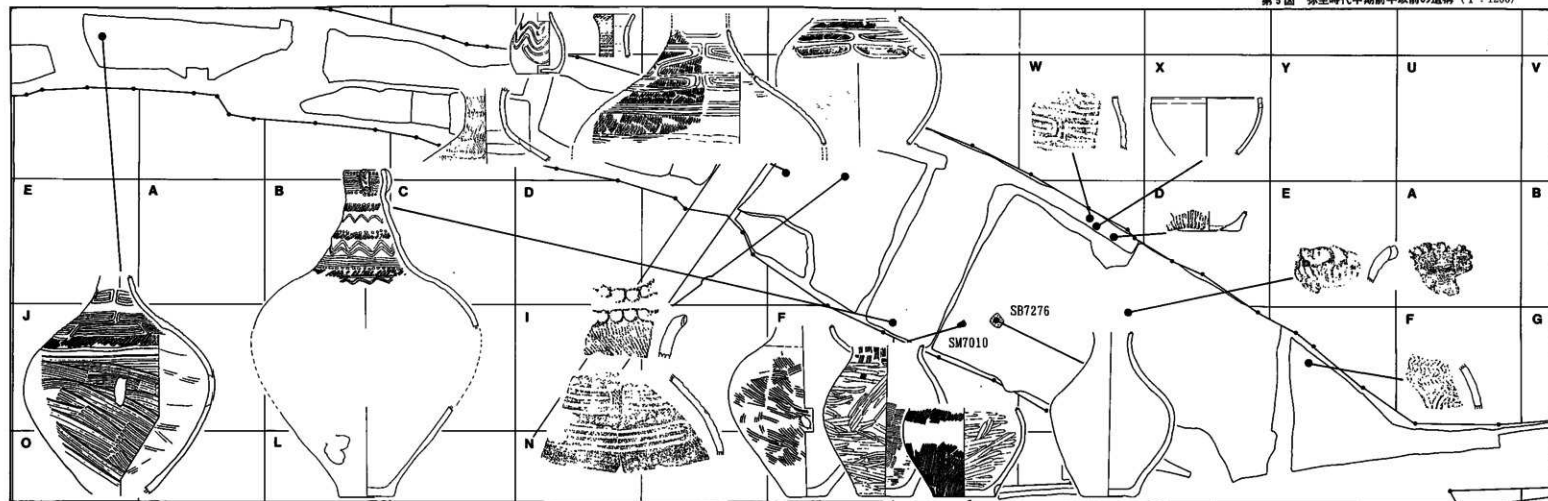 第5図 弥生時代中期前半以前の遺構 (1:1200)
W X Y U V
E A B C D D E A B
SB7276
J I F F G
SM7010
O L N